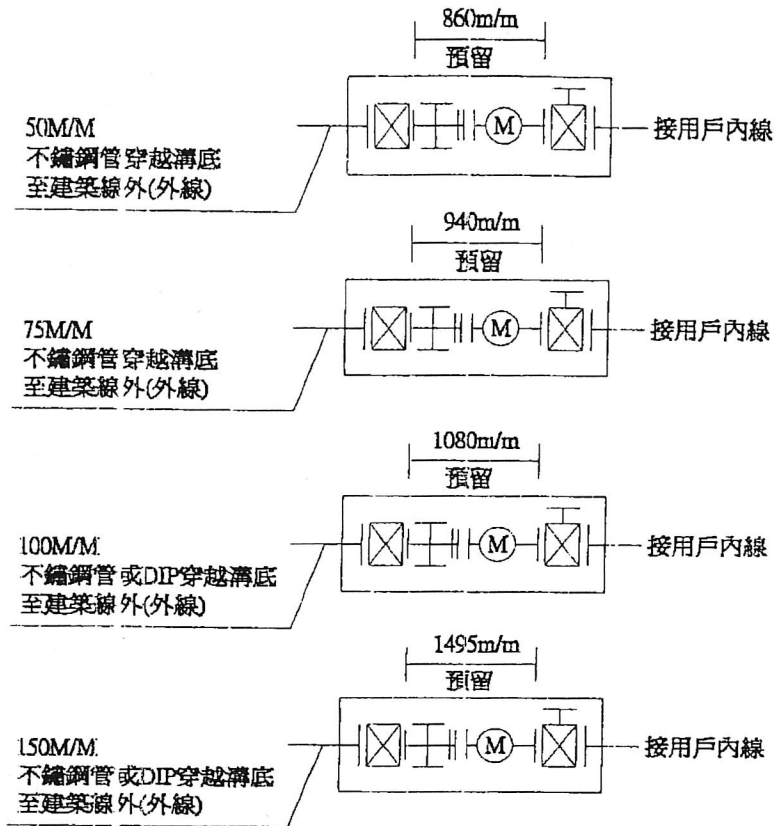 860m/m
預留
50M/M
不鏽鋼管穿越溝底
至建築線外(外線)
M
接用戶內線
940m/m
預留
75M/M
不鏽鋼管穿越溝底
至建築線外(外線)
M
接用戶內線
1080m/m
預留
100M/M
不鏽鋼管或DIP穿越溝底
至建築線外(外線)
M
接用戶內線
1495m/m
預留
150M/M
不鏽鋼管或DIP穿越溝底
至建築線外(外線)
M
接用戶內線